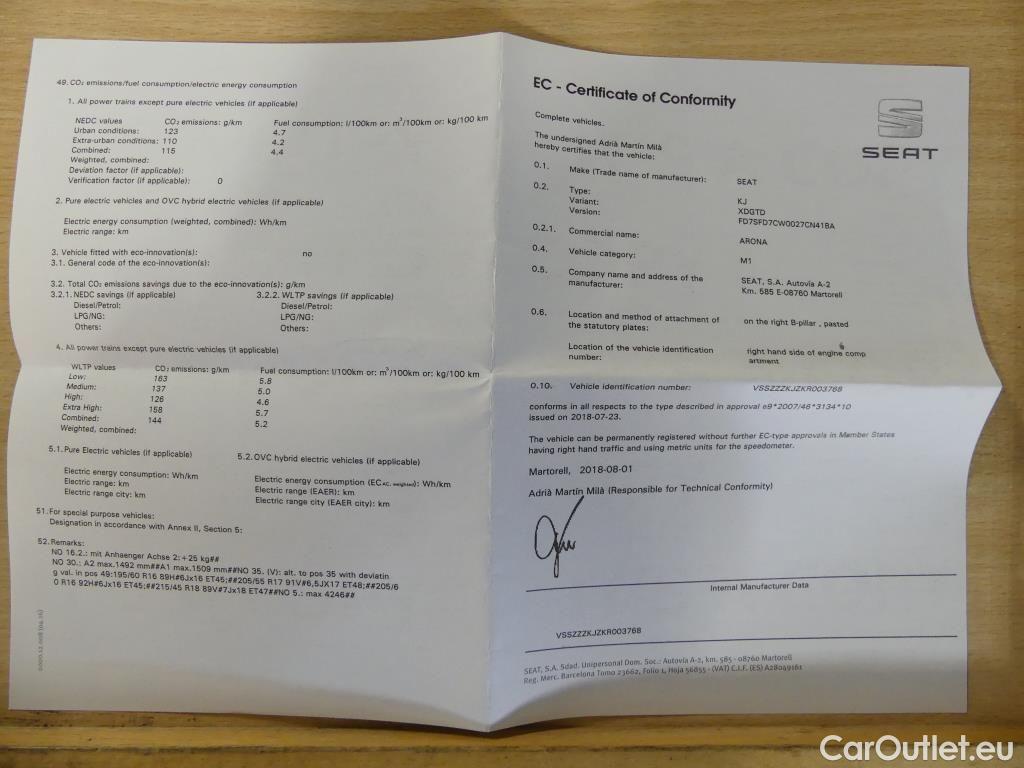 49. CO₂ emissions/fuel consumption/electric energy consumption
1. All power trains except pure electric vehicles (if applicable)
NEDC values CO₂ emissions: g/km Fuel consumption: l/100km or: m³/100km or: kg/100 km
Urban conditions: 123 4.7
Extra-urban conditions: 110 4.2
Combined: 115 4.4
Weighted, combined:
Deviation factor (if applicable):
Verification factor (if applicable): 0
2. Pure electric vehicles and OVC hybrid electric vehicles (if applicable)
Electric energy consumption (weighted, combined): Wh/km
Electric range: km
3. Vehicle fitted with eco-innovation(s): no
3.1. General code of the eco-innovation(s):
3.2. Total CO₂ emissions savings due to the eco-innovation(s): g/km
3.2.1. NEDC savings (if applicable) 3.2.2. WLTP savings (if applicable)
Diesel/Petrol: Diesel/Petrol:
LPG/NG: LPG/NG:
Others: Others:
4. All power trains except pure electric vehicles (if applicable)
WLTP values CO₂ emissions: g/km Fuel consumption: l/100km or: m³/100km or: kg/100 km
Low: 163 5.8
Medium: 137 5.0
High: 126 4.6
Extra High: 158 5.7
Combined: 144 5.2
Weighted, combined:
5.1. Pure Electric vehicles (if applicable) 5.2. OVC hybrid electric vehicles (if applicable)
Electric energy consumption: Wh/km Electric energy consumption (ECAC, weighted): Wh/km
Electric range: km Electric range (EAER): km
Electric range city: km Electric range city (EAER city): km
51. For special purpose vehicles:
Designation in accordance with Annex II, Section 5:
52. Remarks:
NO 16.2.: mit Anhaenger Achse 2: +25 kg##
NO 30.: A2 max.1492 mm##A1 max.1509 mm##NO 35. (V): alt. to pos 35 with deviatin
g val. in pos 49:195/60 R16 89H#6Jx16 ET45;##205/55 R17 91V#6,5JX17 ET48;##205/6
0 R16 92H#6Jx16 ET45;##215/45 R18 89V#7Jx18 ET47##NO 5.: max 4246##
EC - Certificate of Conformity
SEAT
Complete vehicles.
The undersigned Adrià Martín Milà
hereby certifies that the vehicle:
0.1. Make (Trade name of manufacturer): SEAT
0.2. Type: KJ
Variant: XDGTD
Version: FD7SFD7CW0027CN41BA
0.2.1. Commercial name: ARONA
0.4. Vehicle category: M1
0.5. Company name and address of the SEAT, S.A. Autovía A-2
manufacturer: Km. 585 E-08760 Martorell
0.6. Location and method of attachment of on the right B-pillar , pasted
the statutory plates:
Location of the vehicle identification right hand side of engine comp
number: artment
0.10. Vehicle identification number: VSSZZZKJZKR003768
conforms in all respects to the type described in approval e9*2007/46*3134*10
issued on 2018-07-23.
The vehicle can be permanently registered without further EC-type approvals in Member States
having right hand traffic and using metric units for the speedometer.
Martorell, 2018-08-01
Adrià Martín Milà (Responsible for Technical Conformity)
Internal Manufacturer Data
VSSZZZKJZKR003768
SEAT, S.A. Sdad. Unipersonal Dom. Soc.: Autovía A-2, km. 585 - 08760 Martorell
Reg. Merc. Barcelona Tomo 23662, Folio 1, Hoja 56855 - (VAT) C.I.F. (ES) A28049161
CarOutlet.eu